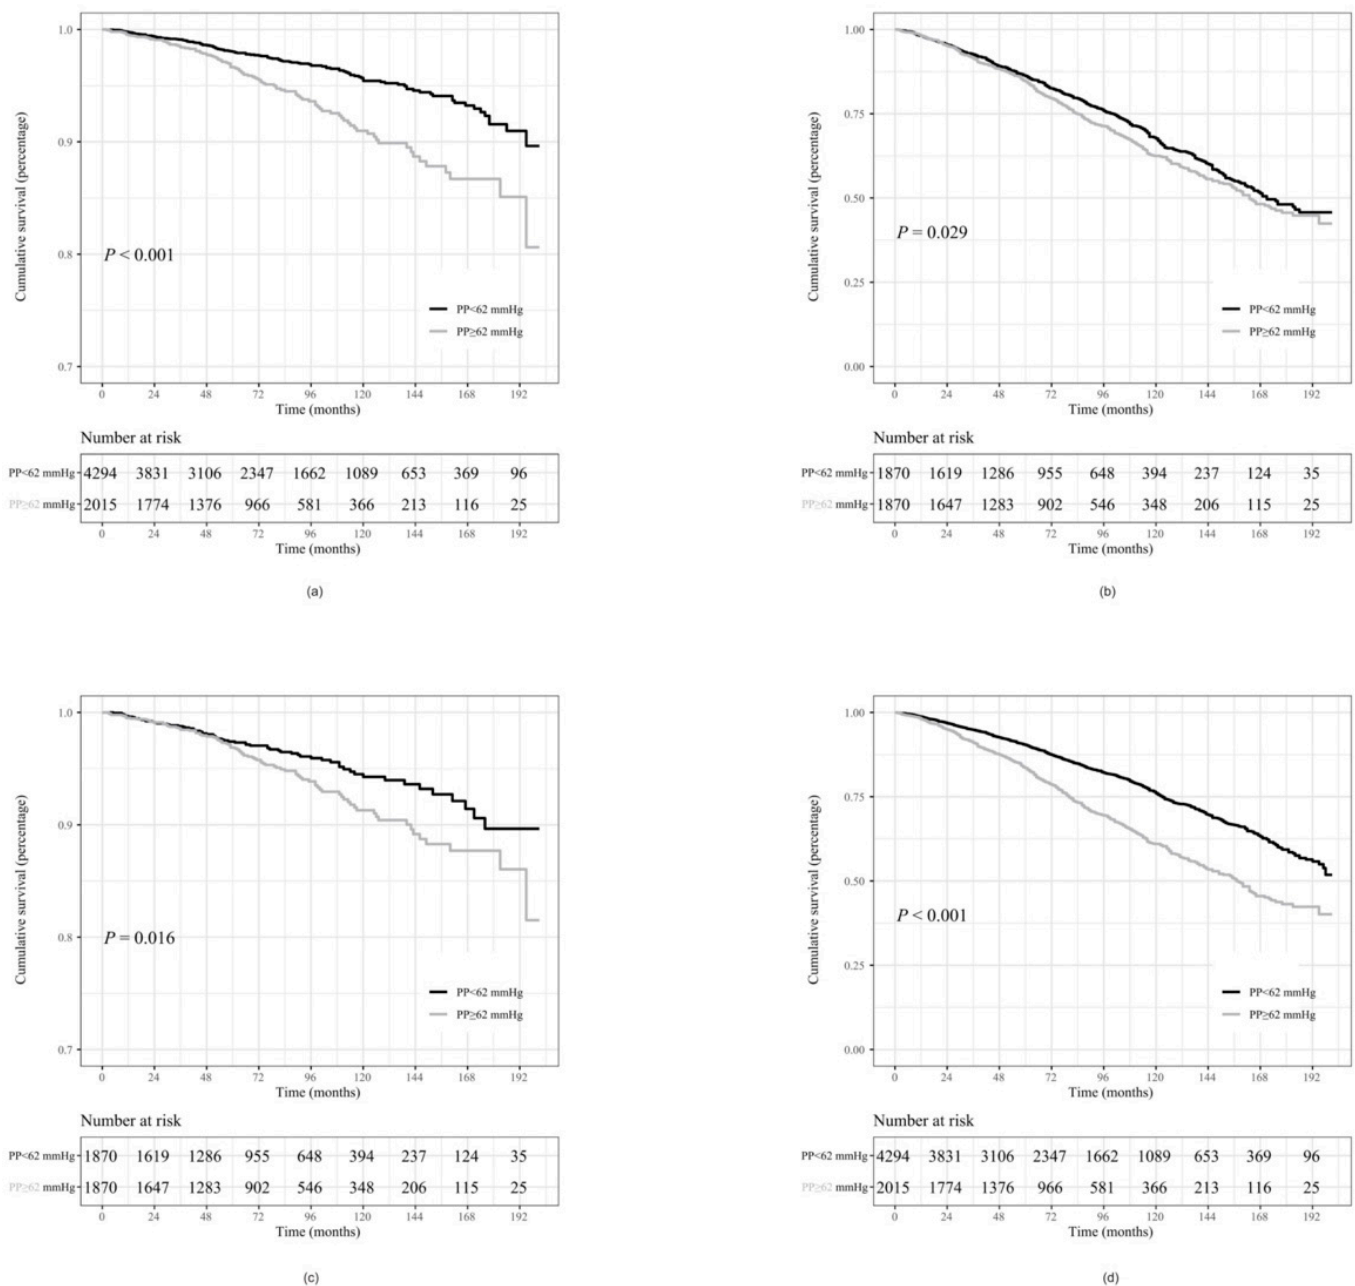 1.0
0.9
0.8
0.7
Cumulative survival (percentage)
P < 0.001
PP<62 mmHg
PP≥62 mmHg
0 24 48 72 96 120 144 168 192
Time (months)
Number at risk
PP<62 mmHg 4294 3831 3106 2347 1662 1089 653 369 96
PP≥62 mmHg 2015 1774 1376 966 581 366 213 116 25
0 24 48 72 96 120 144 168 192
Time (months)
(a)
1.00
0.75
0.50
0.25
0.00
Cumulative survival (percentage)
P = 0.029
PP<62 mmHg
PP≥62 mmHg
0 24 48 72 96 120 144 168 192
Time (months)
Number at risk
PP<62 mmHg 1870 1619 1286 955 648 394 237 124 35
PP≥62 mmHg 1870 1647 1283 902 546 348 206 115 25
0 24 48 72 96 120 144 168 192
Time (months)
(b)
1.0
0.9
0.8
0.7
Cumulative survival (percentage)
P = 0.016
PP<62 mmHg
PP≥62 mmHg
0 24 48 72 96 120 144 168 192
Time (months)
Number at risk
PP<62 mmHg 1870 1619 1286 955 648 394 237 124 35
PP≥62 mmHg 1870 1647 1283 902 546 348 206 115 25
0 24 48 72 96 120 144 168 192
Time (months)
(c)
1.00
0.75
0.50
0.25
0.00
Cumulative survival (percentage)
P < 0.001
PP<62 mmHg
PP≥62 mmHg
0 24 48 72 96 120 144 168 192
Time (months)
Number at risk
PP<62 mmHg 4294 3831 3106 2347 1662 1089 653 369 96
PP≥62 mmHg 2015 1774 1376 966 581 366 213 116 25
0 24 48 72 96 120 144 168 192
Time (months)
(d)